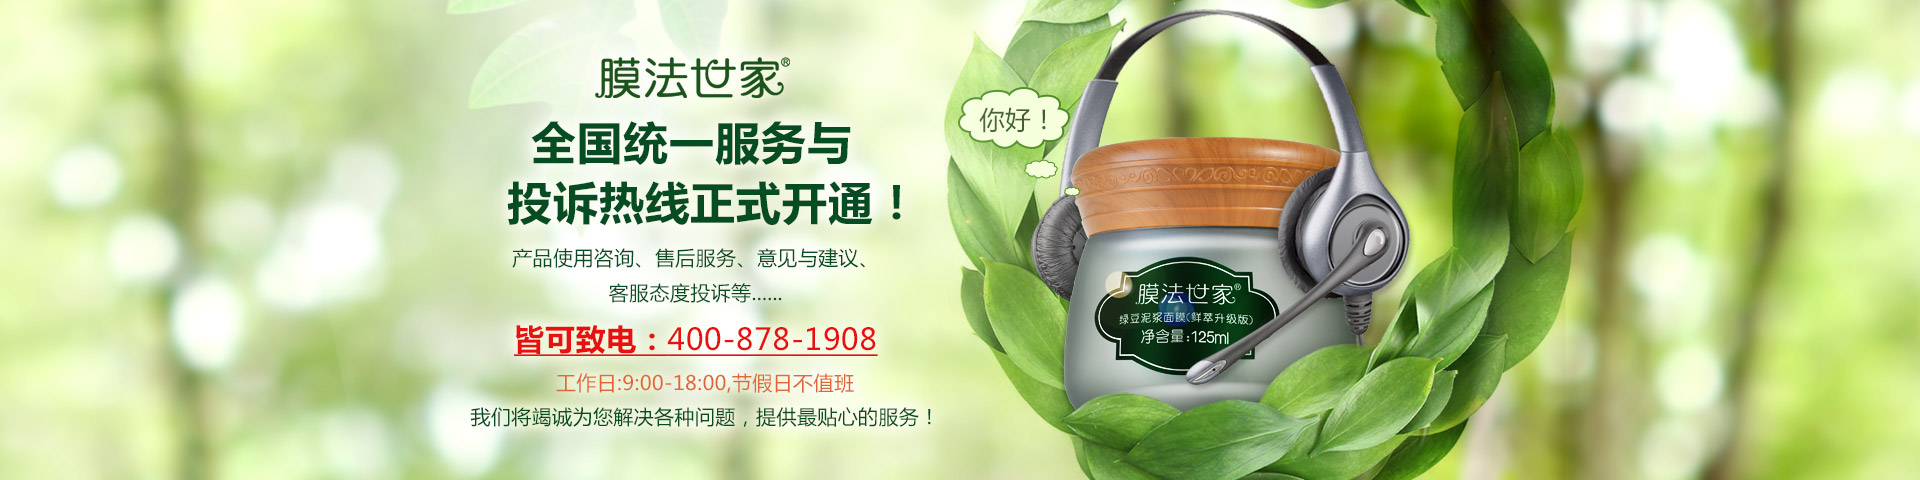 膜法世家®
全国统一服务与
投诉热线正式开通！
产品使用咨询、售后服务、意见与建议、
客服态度投诉等......
皆可致电：400-878-1908
工作日:9:00-18:00,节假日不值班
我们将竭诚为您解决各种问题，提供最贴心的服务！
你好！
膜法世家®
绿豆泥浆面膜(鲜萃升级版)
净含量:125ml